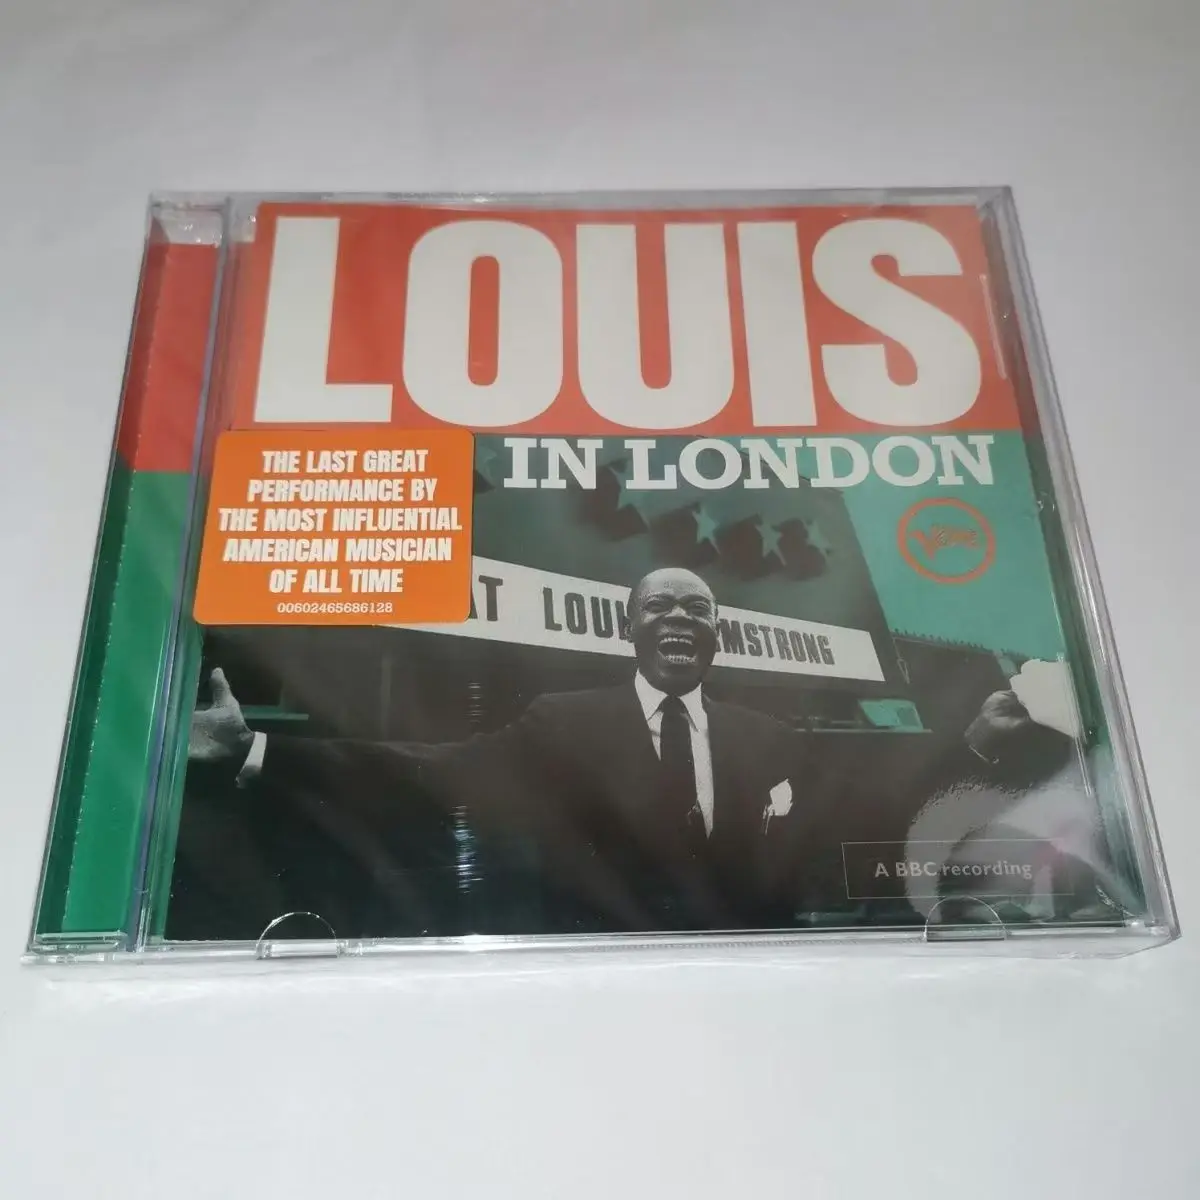 LOUIS
IN LONDON
THE LAST GREAT
PERFORMANCE BY
THE MOST INFLUENTIAL
AMERICAN MUSICIAN
OF ALL TIME
00602465686128
Verve
AT LOUI MSTRONG
A BBC recording